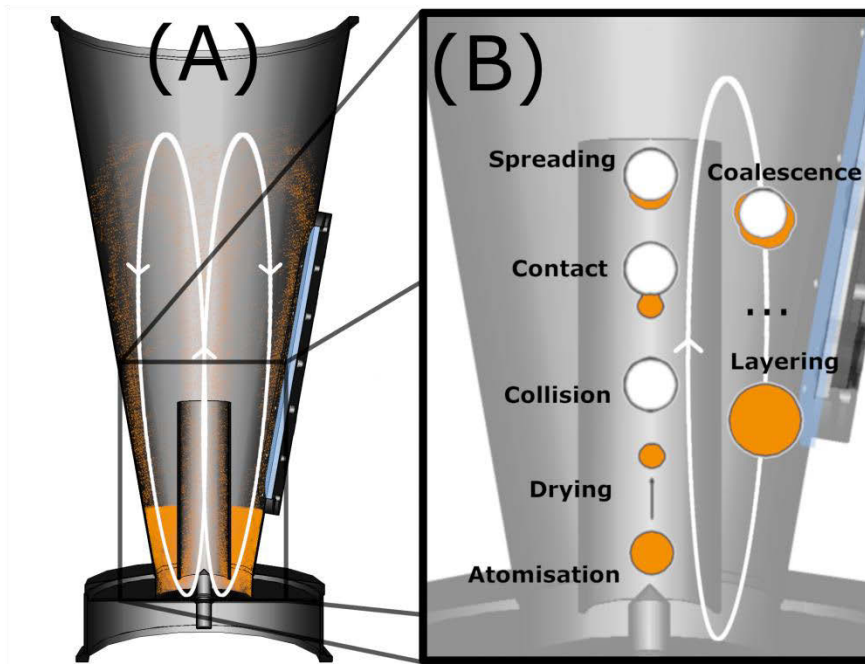 (A)
(B)
Spreading
Coalescence
Contact
...
Layering
Collision
Drying
Atomisation